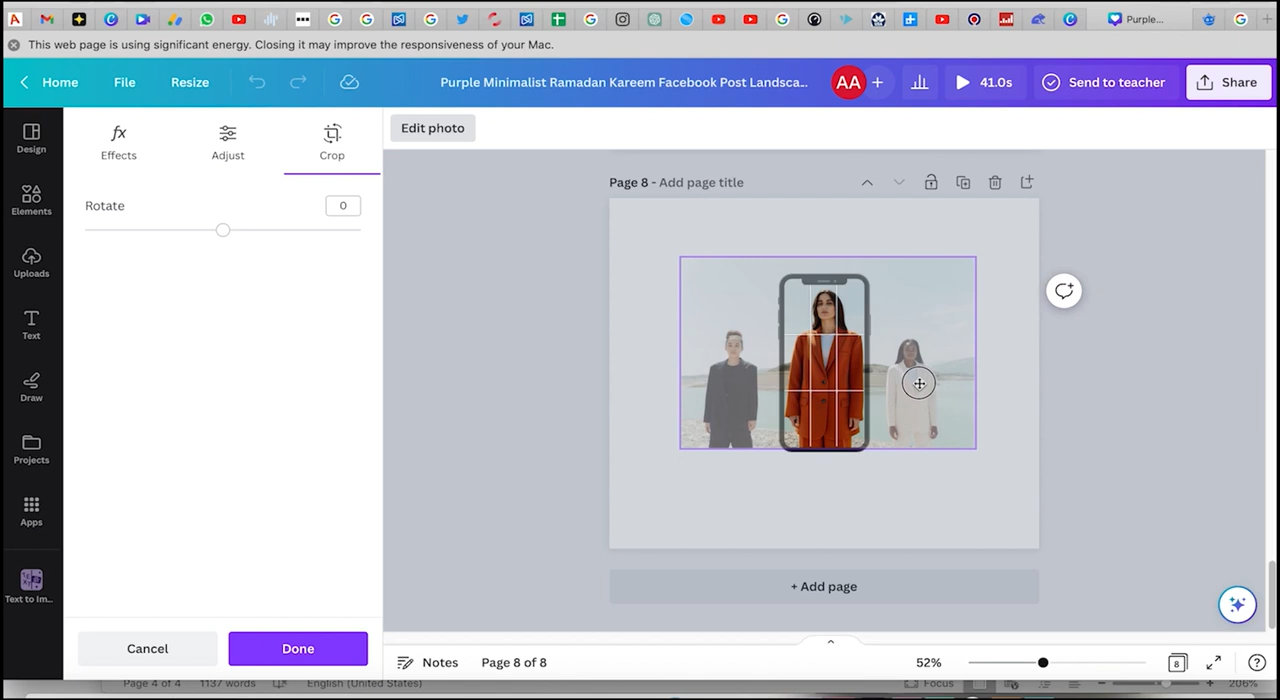 Purple...
This web page is using significant energy. Closing it may improve the responsiveness of your Mac.
Home File Resize Purple Minimalist Ramadan Kareem Facebook Post Landsca... AA 41.0s Send to teacher Share
Design
Elements
Uploads
Text
Draw
Projects
Apps
Text to Im...
fx
Effects Adjust Crop
Rotate 0
Cancel Done
Edit photo
Page 8 - Add page title
+ Add page
Notes Page 8 of 8 52% 8 ?
Page 4 of 4 1137 words English (United States) Focus 206%